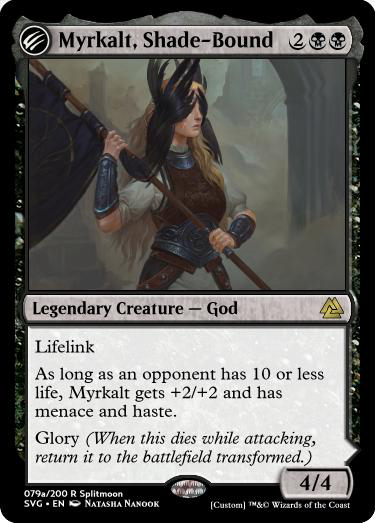 Myrkalt, Shade-Bound 2
Legendary Creature — God
Lifelink
As long as an opponent has 10 or less
life, Myrkalt gets +2/+2 and has
menace and haste.
Glory (When this dies while attacking,
return it to the battlefield transformed.)
4/4
079a/200 R Splitmoon
SVG • EN NATASHA NANOOK
[Custom] ™&© Wizards of the Coast